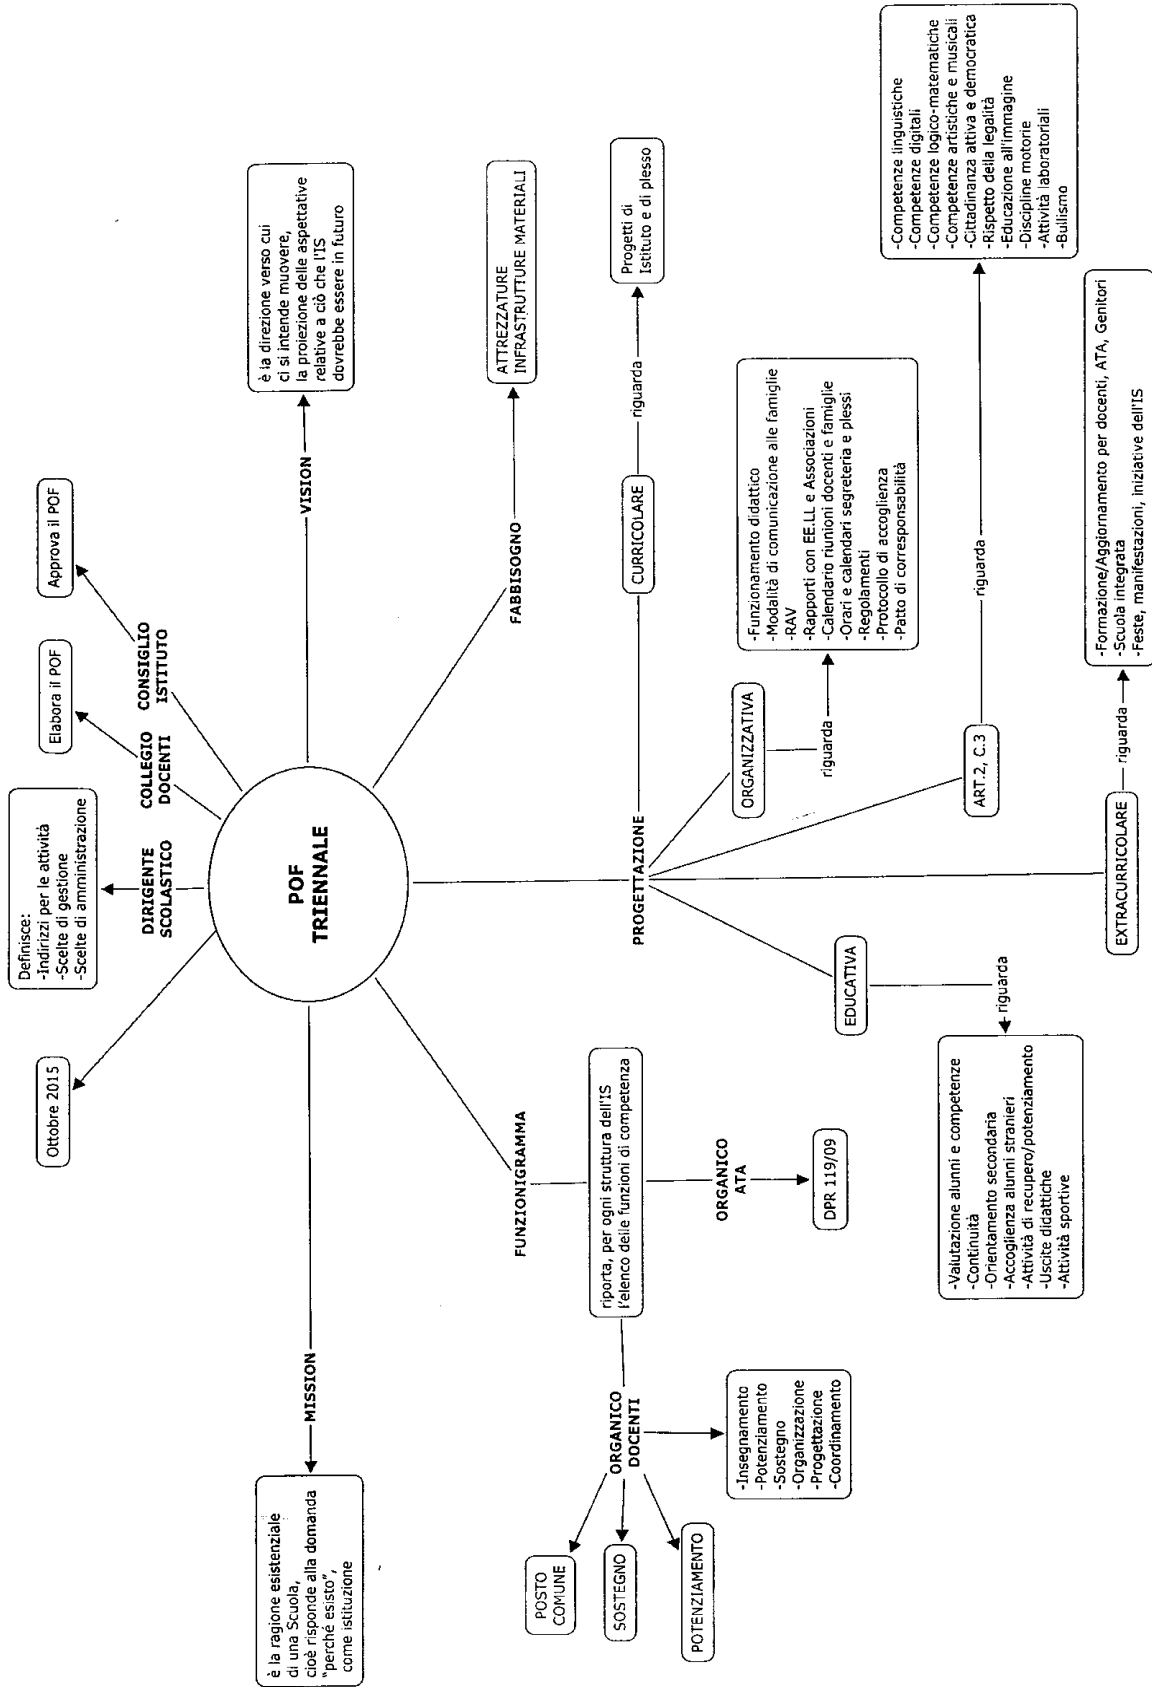 Ottobre 2015
Definisce:
-Indirizzi per le attività
-Scelte di gestione
-Scelte di amministrazione
Elabora il POF
Approva il POF
DIRIGENTE
SCOLASTICO
COLLEGIO
DOCENTI
CONSIGLIO
ISTITUTO
è la ragione esistenziale
di una Scuola,
cioè risponde alla domanda
"perché esisto",
come istituzione
MISSION
POF
TRIENNALE
VISION
è la direzione verso cui
ci si intende muovere,
la proiezione delle aspettative
relative a ciò che l'IS
dovrebbe essere in futuro
FUNZIONIGRAMMA
FABBISOGNO
ATTREZZATURE
INFRASTRUTTURE MATERIALI
riporta, per ogni struttura dell'IS
l'elenco delle funzioni di competenza
ORGANICO
DOCENTI
POSTO
COMUNE
SOSTEGNO
POTENZIAMENTO
-Insegnamento
-Potenziamento
-Sostegno
-Organizzazione
-Progettazione
-Coordinamento
ORGANICO
ATA
DPR 119/09
PROGETTAZIONE
CURRICOLARE
riguarda
Progetti di
Istituto e di plesso
ORGANIZZATIVA
riguarda
-Funzionamento didattico
-Modalità di comunicazione alle famiglie
-RAV
-Rapporti con EE.LL e Associazioni
-Calendario riunioni docenti e famiglie
-Orari e calendari segreteria e plessi
-Regolamenti
-Protocollo di accoglienza
-Patto di corresponsabilità
EDUCATIVA
riguarda
-Valutazione alunni e competenze
-Continuità
-Orientamento secondaria
-Accoglienza alunni stranieri
-Attività di recupero/potenziamento
-Uscite didattiche
-Attività sportive
ART.2, C.3
riguarda
-Competenze linguistiche
-Competenze digitali
-Competenze logico-matematiche
-Competenze artistiche e musicali
-Cittadinanza attiva e democratica
-Rispetto della legalità
-Educazione all'immagine
-Discipline motorie
-Attività laboratoriali
-Bullismo
EXTRACURRICOLARE
riguarda
-Formazione/Aggiornamento per docenti, ATA, Genitori
-Scuola integrata
-Feste, manifestazioni, iniziative dell'IS